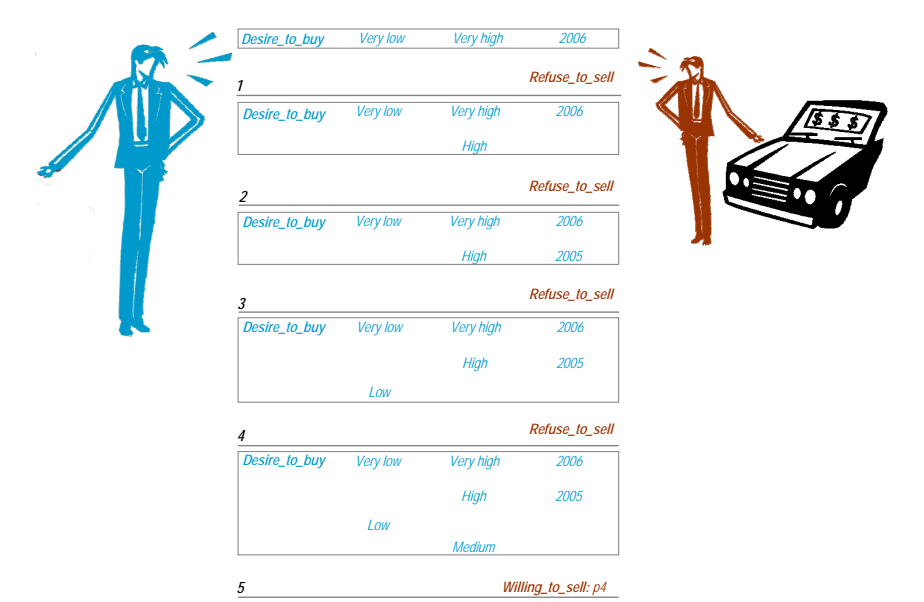 Desire_to_buy Very low Very high 2006
Refuse_to_sell
1
Desire_to_buy Very low Very high 2006
High
Refuse_to_sell
2
Desire_to_buy Very low Very high 2006
High 2005
Refuse_to_sell
3
Desire_to_buy Very low Very high 2006
High 2005
Low
Refuse_to_sell
4
Desire_to_buy Very low Very high 2006
High 2005
Low
Medium
5 Willing_to_sell: p4
$ $ $